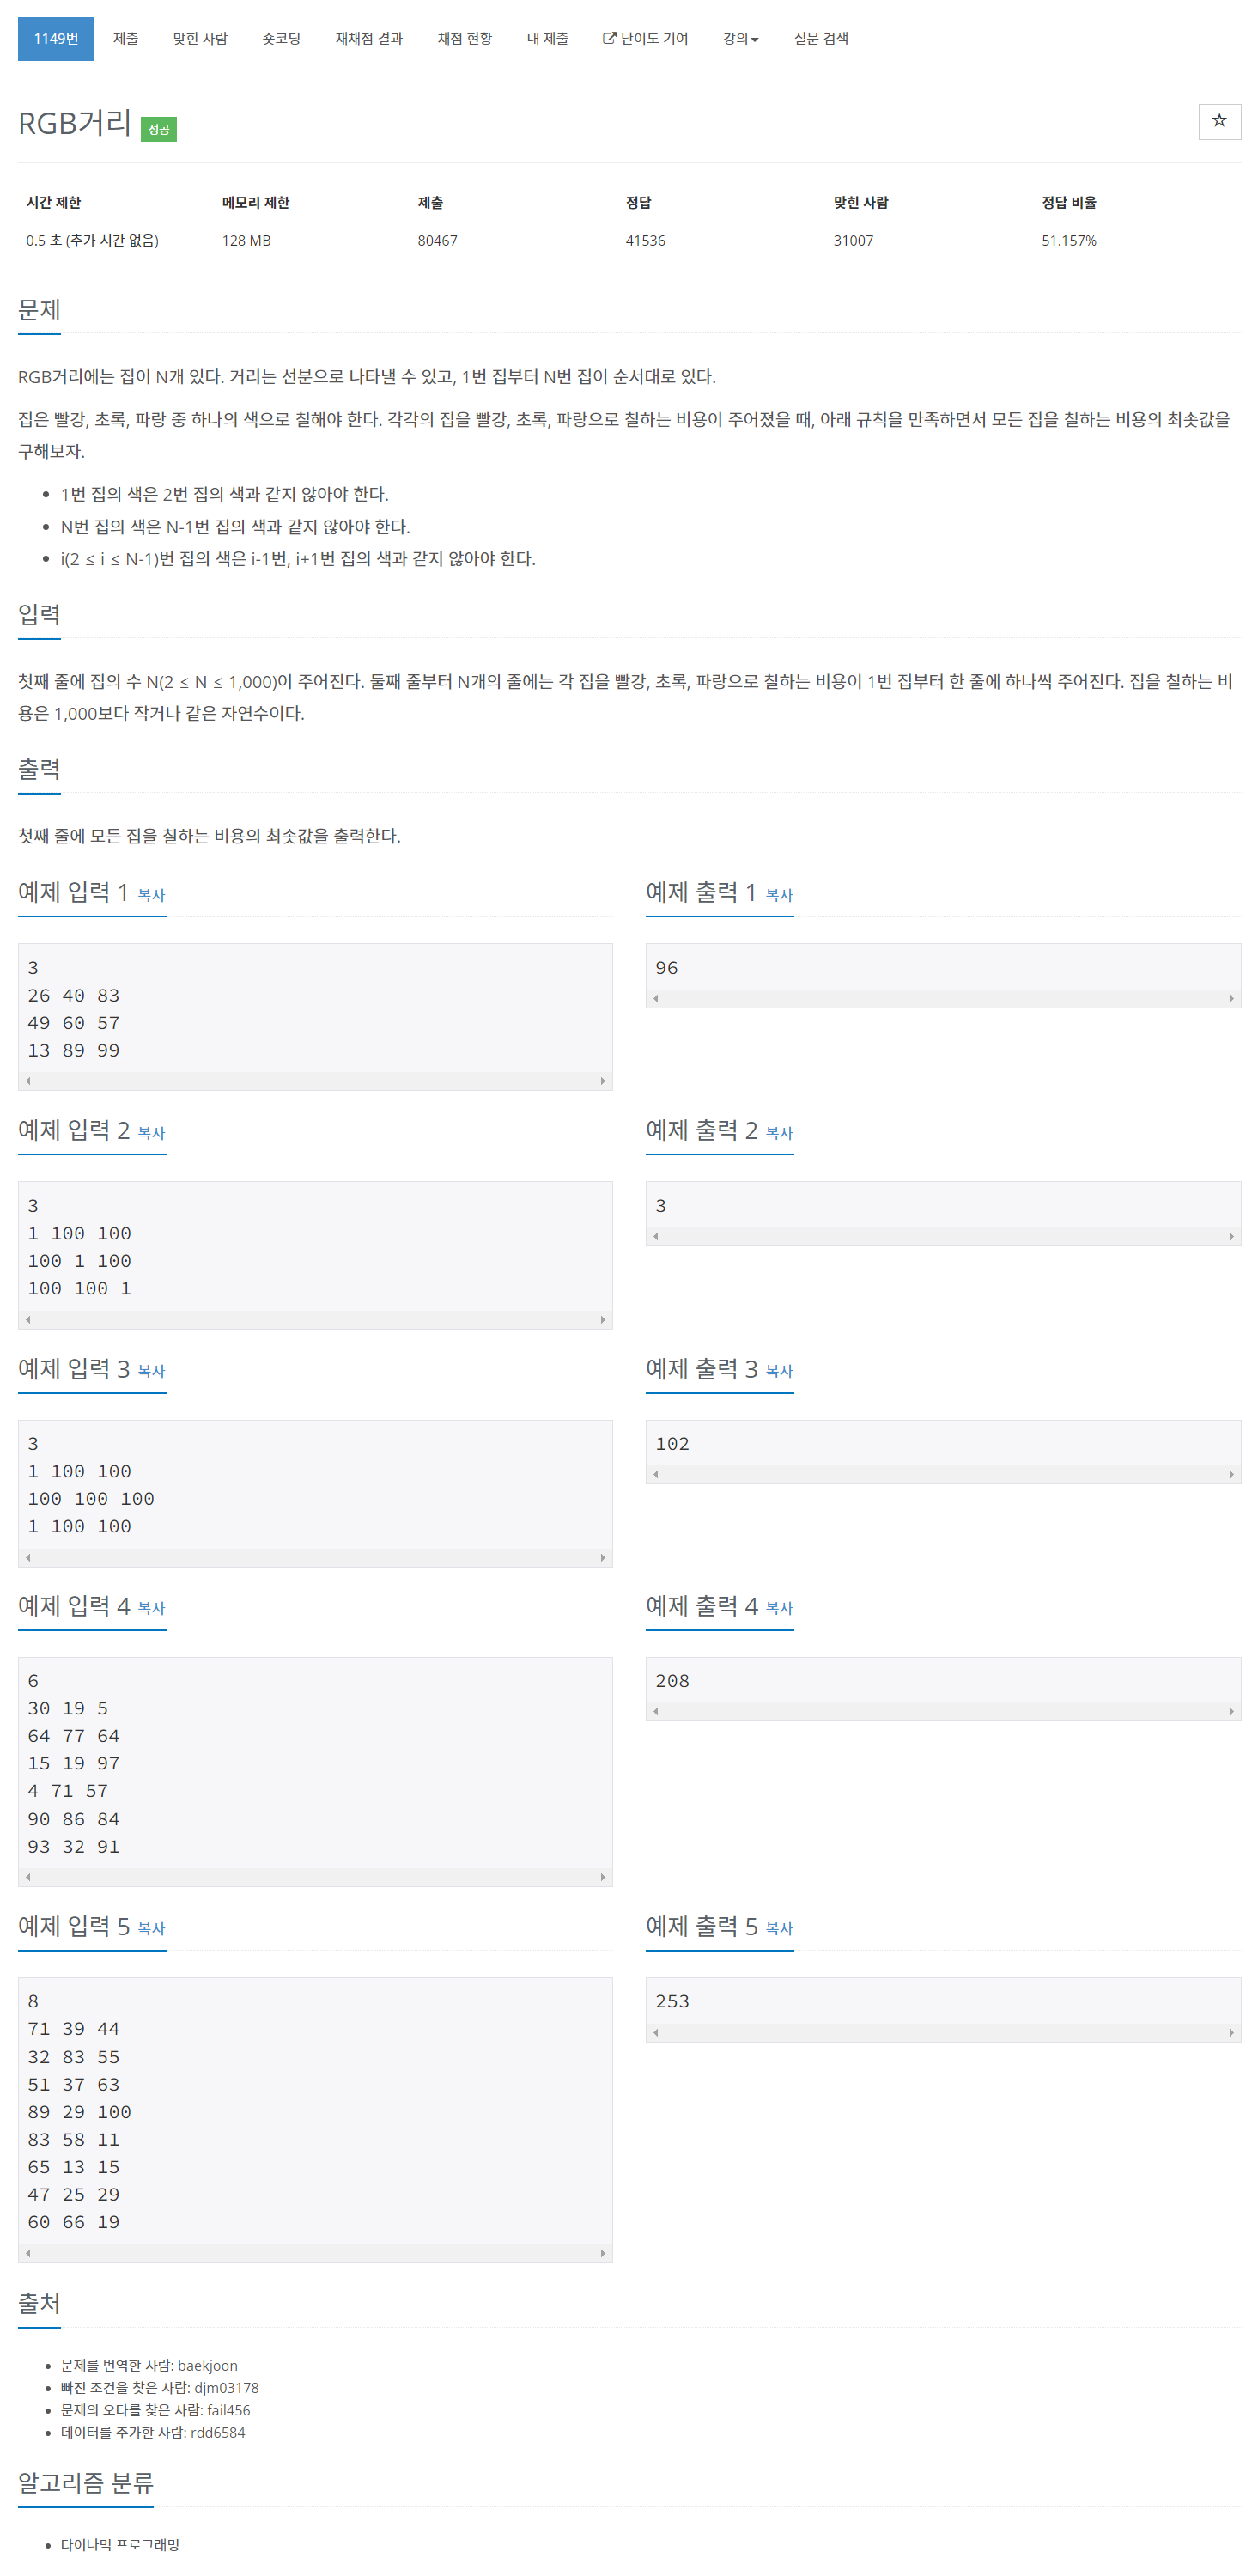 1149번 제출 맞힌 사람 숏코딩 재채점 결과 채점 현황 내 제출 난이도 기여 강의 질문 검색
RGB거리 성공
시간 제한 메모리 제한 제출 정답 맞힌 사람 정답 비율
0.5 초 (추가 시간 없음) 128 MB 80467 41536 31007 51.157%
문제
RGB거리에는 집이 N개 있다. 거리는 선분으로 나타낼 수 있고, 1번 집부터 N번 집이 순서대로 있다.
집은 빨강, 초록, 파랑 중 하나의 색으로 칠해야 한다. 각각의 집을 빨강, 초록, 파랑으로 칠하는 비용이 주어졌을 때, 아래 규칙을 만족하면서 모든 집을 칠하는 비용의 최솟값을
구해보자.
• 1번 집의 색은 2번 집의 색과 같지 않아야 한다.
• N번 집의 색은 N-1번 집의 색과 같지 않아야 한다.
• i(2 ≤ i ≤ N-1)번 집의 색은 i-1번, i+1번 집의 색과 같지 않아야 한다.
입력
첫째 줄에 집의 수 N(2 ≤ N ≤ 1,000)이 주어진다. 둘째 줄부터 N개의 줄에는 각 집을 빨강, 초록, 파랑으로 칠하는 비용이 1번 집부터 한 줄에 하나씩 주어진다. 집을 칠하는 비
용은 1,000보다 작거나 같은 자연수이다.
출력
첫째 줄에 모든 집을 칠하는 비용의 최솟값을 출력한다.
예제 입력 1 복사
3
26 40 83
49 60 57
13 89 99
예제 출력 1 복사
96
예제 입력 2 복사
3
1 100 100
100 1 100
100 100 1
예제 출력 2 복사
3
예제 입력 3 복사
3
1 100 100
100 100 100
1 100 100
예제 출력 3 복사
102
예제 입력 4 복사
6
30 19 5
64 77 64
15 19 97
4 71 57
90 86 84
93 32 91
예제 출력 4 복사
208
예제 입력 5 복사
8
71 39 44
32 83 55
51 37 63
89 29 100
83 58 11
65 13 15
47 25 29
60 66 19
예제 출력 5 복사
253
출처
• 문제를 번역한 사람: baekjoon
• 빠진 조건을 찾은 사람: djm03178
• 문제의 오타를 찾은 사람: fail456
• 데이터를 추가한 사람: rdd6584
알고리즘 분류
• 다이나믹 프로그래밍